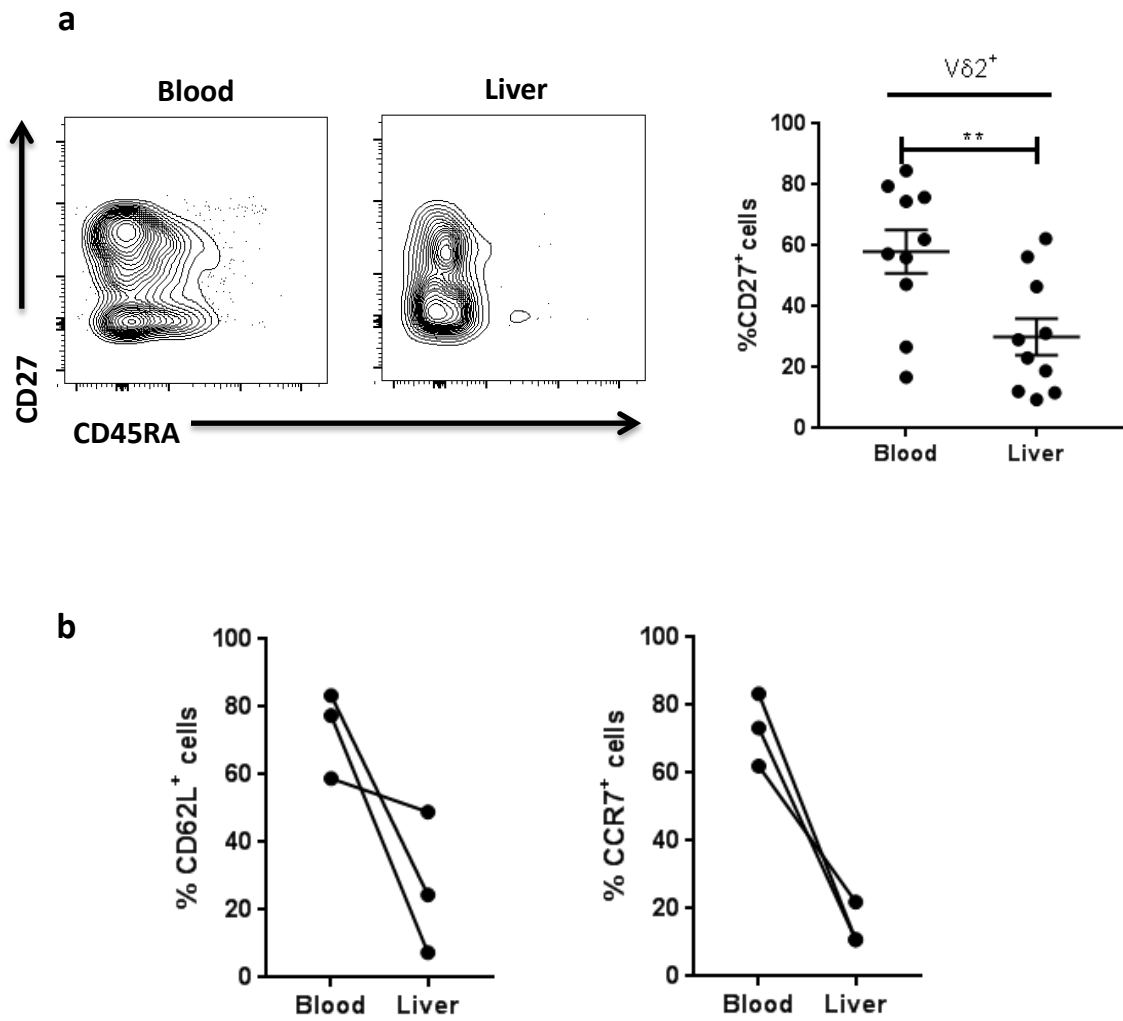 a
Blood
Liver
CD27
CD45RA
Vδ2⁺
**
%CD27⁺ cells
100
80
60
40
20
0
Blood
Liver
b
% CD62L⁺ cells
100
80
60
40
20
0
Blood
Liver
% CCR7⁺ cells
100
80
60
40
20
0
Blood
Liver